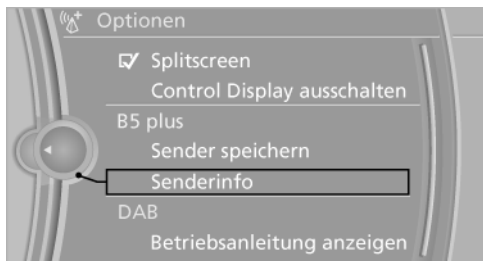 Optionen
Splitscreen
Control Display ausschalten
B5 plus
Sender speichern
Senderinfo
DAB
Betriebsanleitung anzeigen